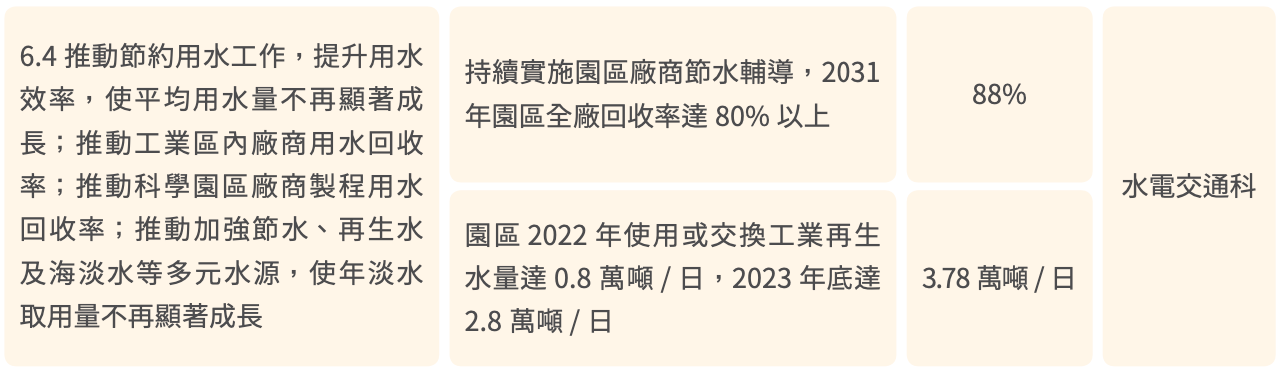 6.4 推動節約用水工作，提升用水
效率，使平均用水量不再顯著成
長；推動工業區內廠商用水回收
率；推動科學園區廠商製程用水
回收率；推動加強節水、再生水
及海淡水等多元水源，使年淡水
取用量不再顯著成長
持續實施園區廠商節水輔導，2031
年園區全廠回收率達 80% 以上
88%
園區 2022 年使用或交換工業再生
水量達 0.8 萬噸 / 日，2023 年底達
2.8 萬噸 / 日
3.78 萬噸 / 日
水電交通科